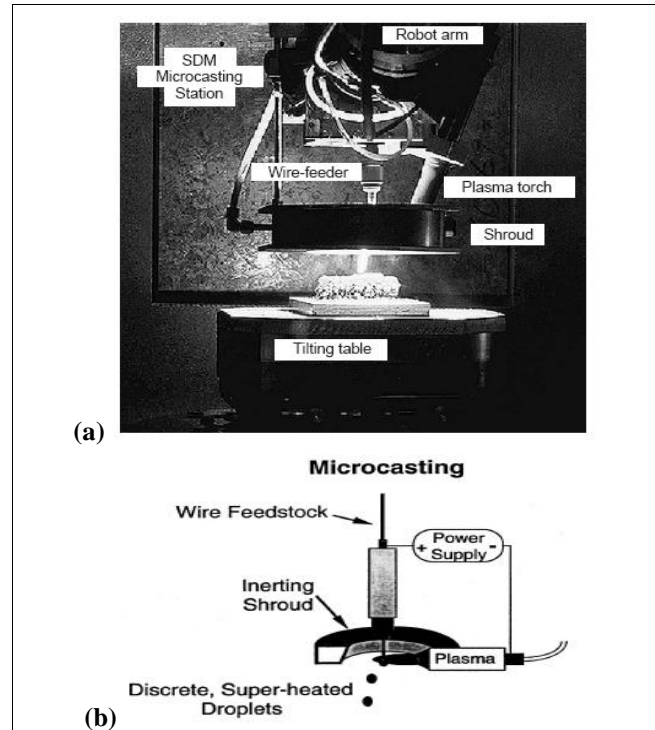 Robot arm
SDM
Microcasting
Station
Wire-feeder
Plasma torch
Shroud
Tilting table
(a)
Microcasting
Wire Feedstock
+ Power -
Supply
Inerting
Shroud
Plasma
Discrete, Super-heated
Droplets
(b)